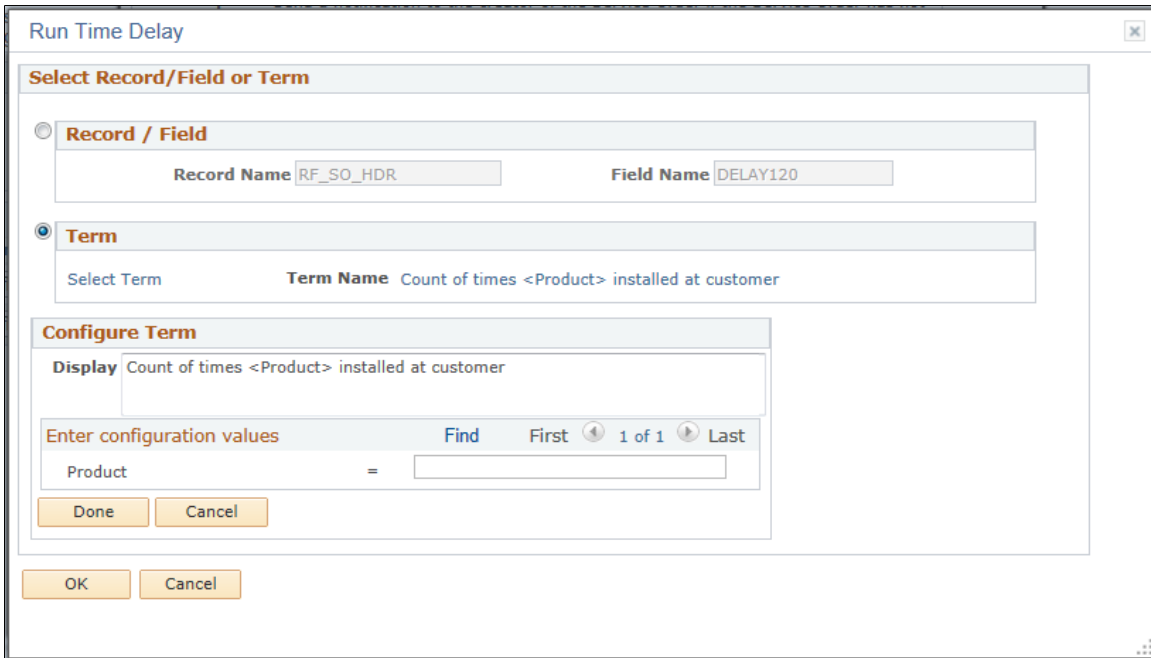 Run Time Delay
Select Record/Field or Term
Record / Field
Record Name RF_SO_HDR Field Name DELAY120
Term
Select Term Term Name Count of times <Product> installed at customer
Configure Term
Display Count of times <Product> installed at customer
Enter configuration values Find First 1 of 1 Last
Product =
Done Cancel
OK Cancel